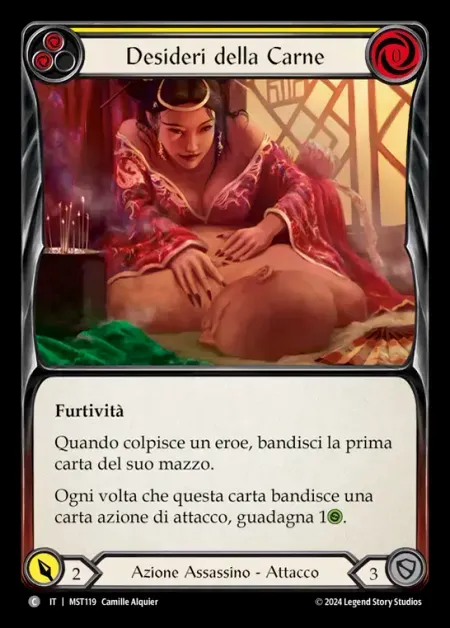 Desideri della Carne
0
Furtività
Quando colpisce un eroe, bandisci la prima
carta del suo mazzo.
Ogni volta che questa carta bandisce una
carta azione di attacco, guadagna 1.
2
Azione Assassino - Attacco
3
C IT | MST119 Camille Alquier
© 2024 Legend Story Studios